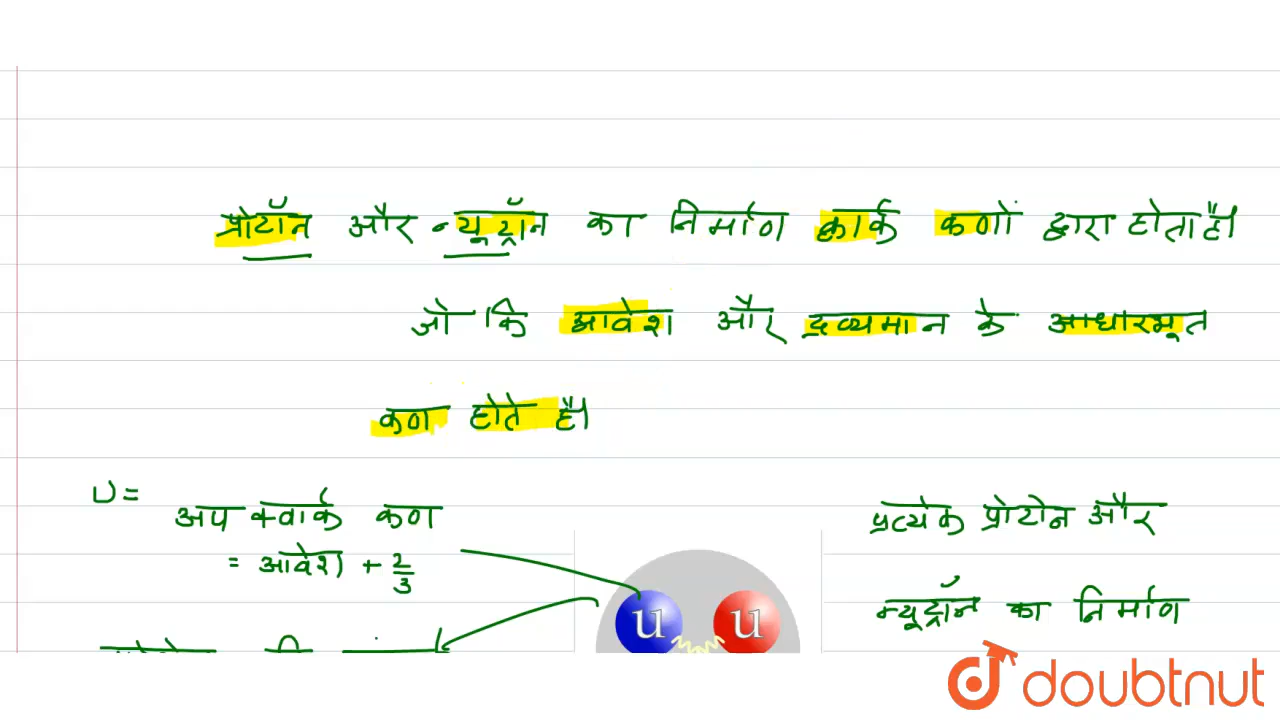 प्रोटॉन और न्यूट्रॉन का निर्माण क्वार्क कणों द्वारा होता है।
जो कि आवेश और द्रव्यमान के आधारभूत
कण होते हैं।
U =
अप क्वार्क कण
= आवेश + 2/3
u u
प्रत्येक प्रोटोन और
न्यूट्रॉन का निर्माण
doubtnut